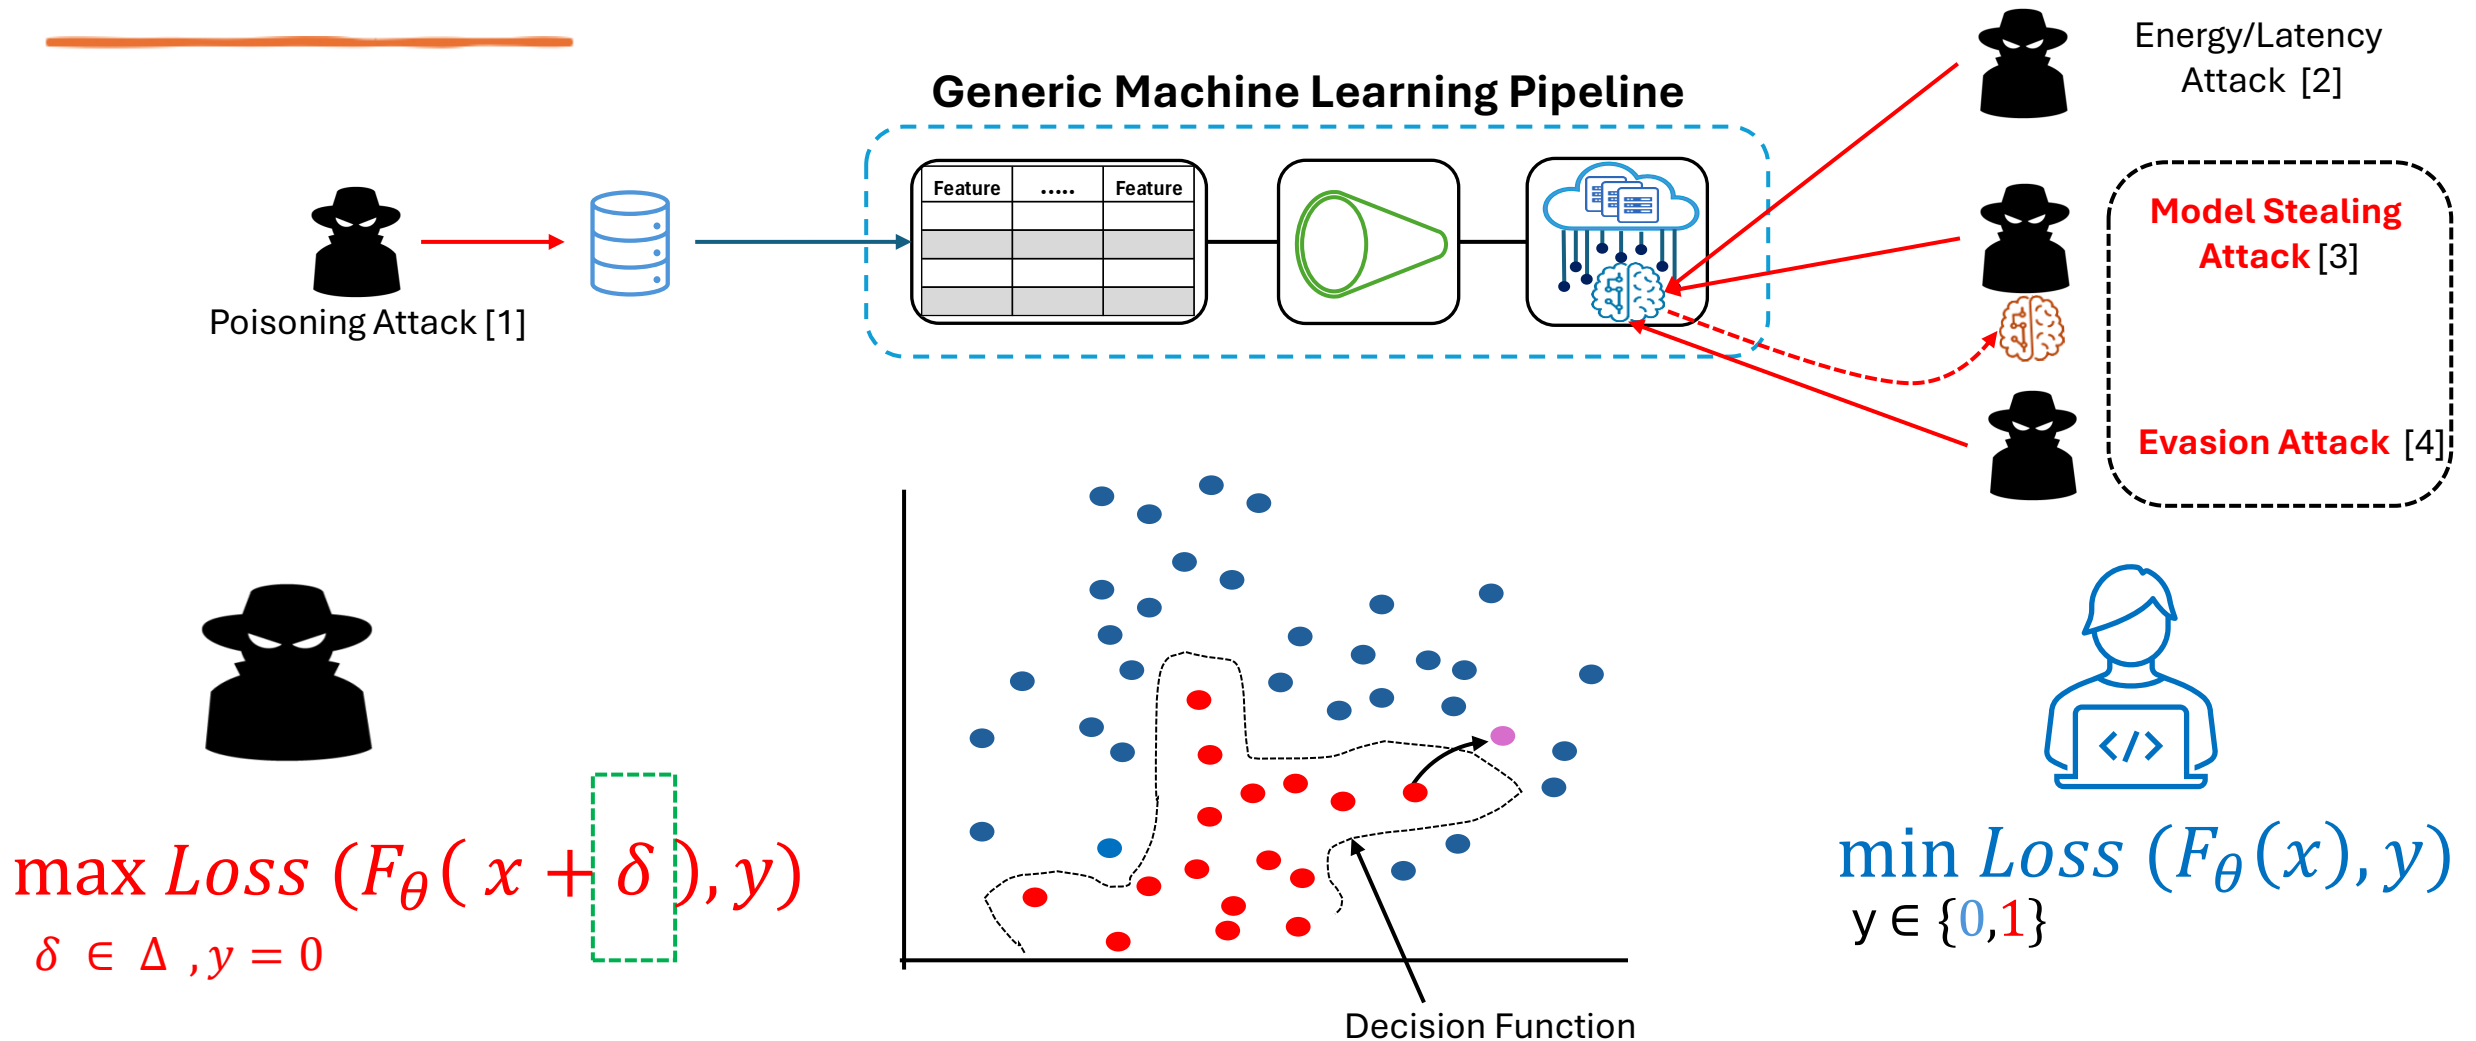 Energy/Latency
Attack [2]
Generic Machine Learning Pipeline
Feature ..... Feature
Model Stealing
Attack [3]
Poisoning Attack [1]
Evasion Attack [4]
</>
max Loss (Fθ( x + δ ), y)
δ ∈ Δ , y = 0
min Loss (Fθ(x), y)
y ∈ {0,1}
Decision Function